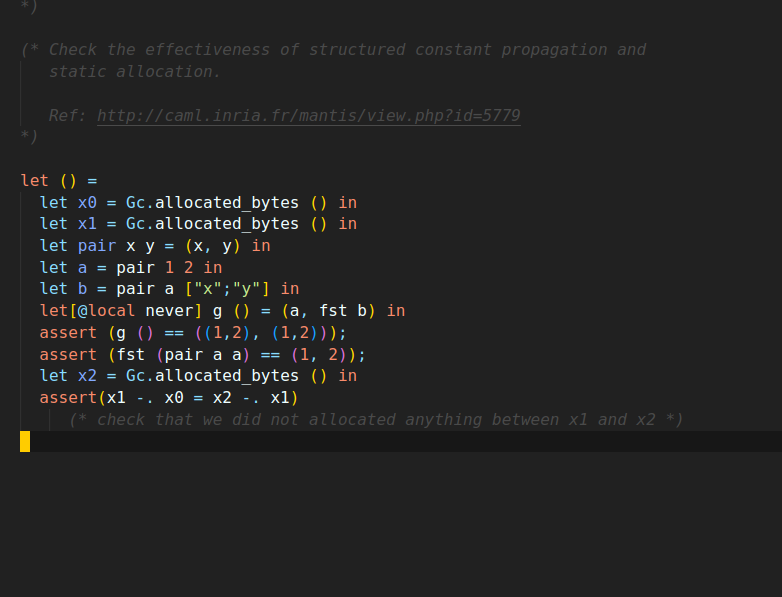 *)
(* Check the effectiveness of structured constant propagation and
static allocation.
Ref: http://caml.inria.fr/mantis/view.php?id=5779
*)
let () =
let x0 = Gc.allocated_bytes () in
let x1 = Gc.allocated_bytes () in
let pair x y = (x, y) in
let a = pair 1 2 in
let b = pair a ["x";"y"] in
let[@local never] g () = (a, fst b) in
assert (g () == ((1,2), (1,2)));
assert (fst (pair a a) == (1, 2));
let x2 = Gc.allocated_bytes () in
assert(x1 -. x0 = x2 -. x1)
(* check that we did not allocated anything between x1 and x2 *)